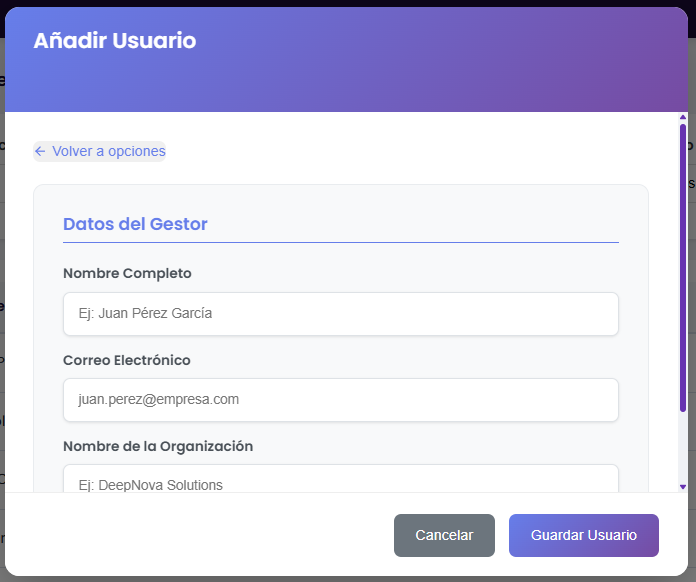 Añadir Usuario
← Volver a opciones
Datos del Gestor
Nombre Completo
Ej: Juan Pérez García
Correo Electrónico
juan.perez@empresa.com
Nombre de la Organización
Ej: DeepNova Solutions
Cancelar
Guardar Usuario